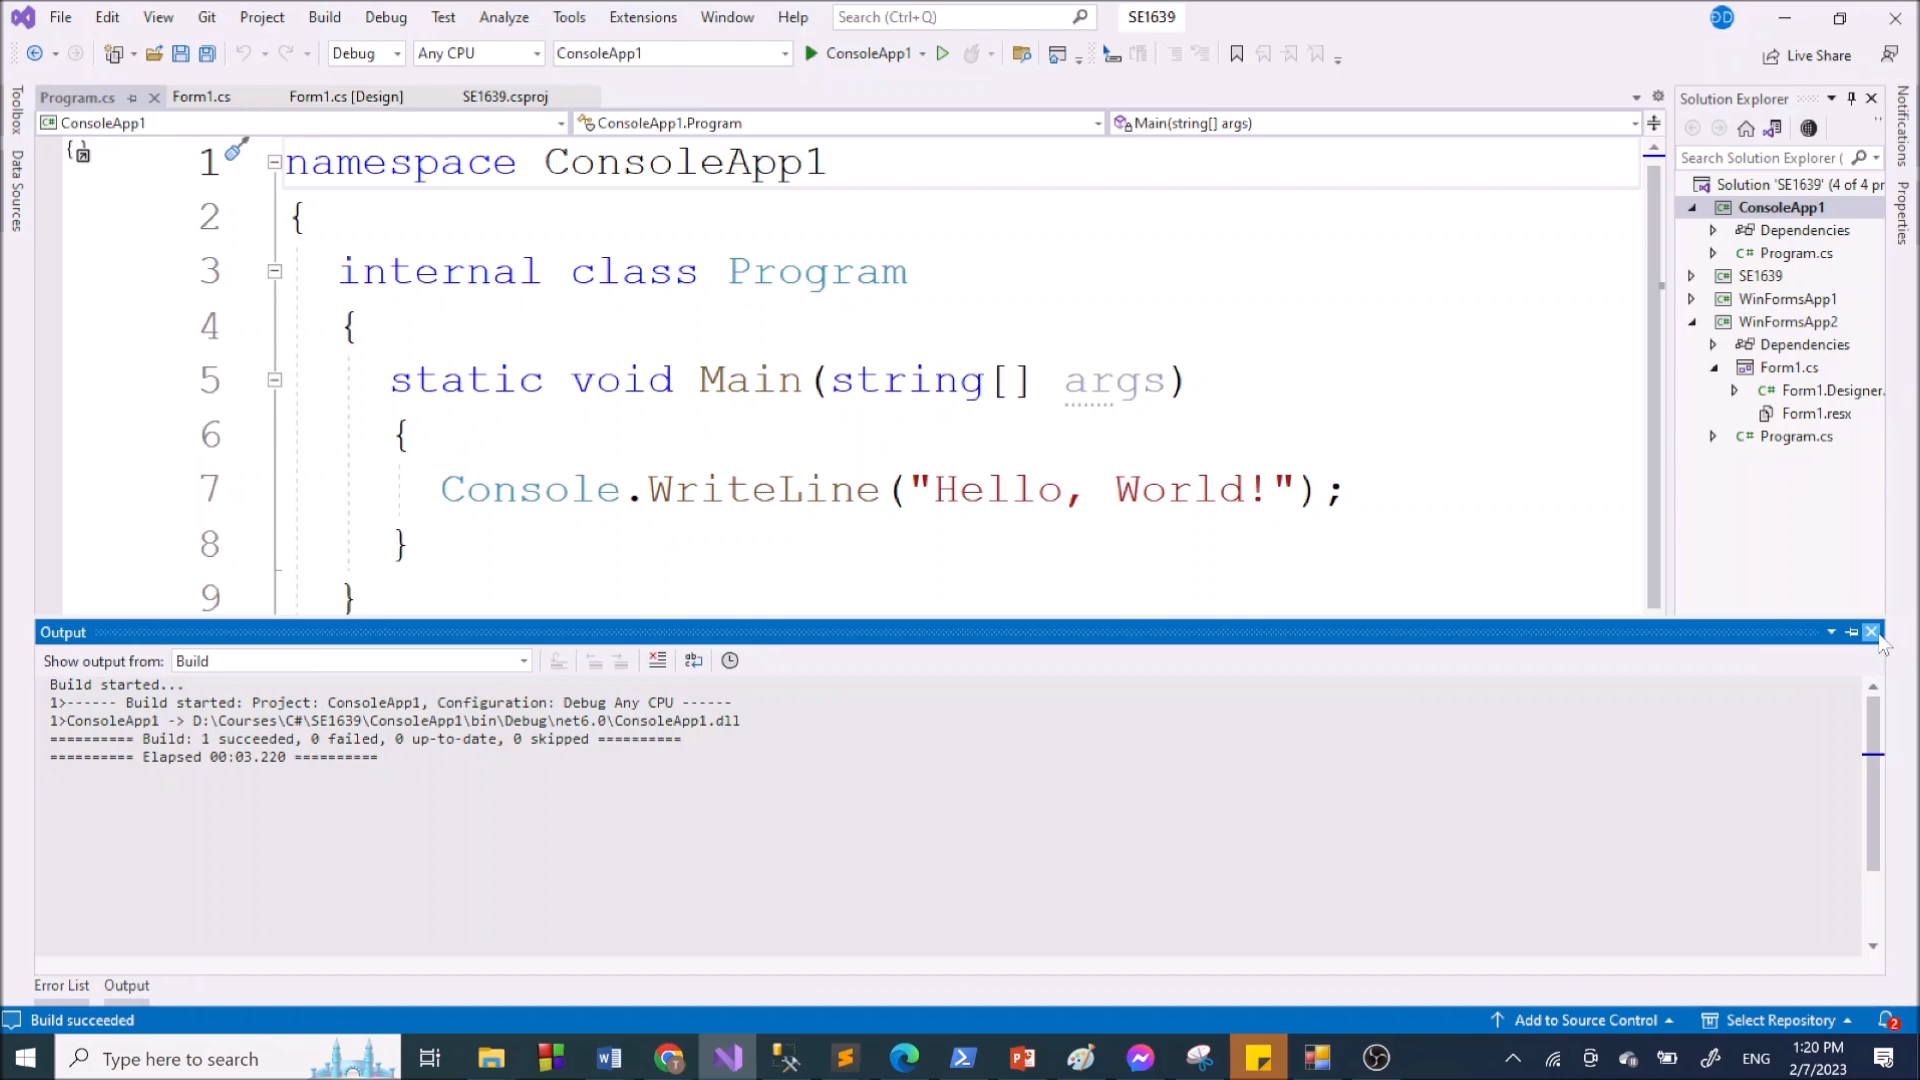 File Edit View Git Project Build Debug Test Analyze Tools Extensions Window Help Search (Ctrl+Q) SE1639 ĐD
Debug Any CPU ConsoleApp1 ConsoleApp1 Live Share
Program.cs Form1.cs Form1.cs [Design] SE1639.csproj
ConsoleApp1 ConsoleApp1.Program Main(string[] args)
1 namespace ConsoleApp1
2 {
3 internal class Program
4 {
5 static void Main(string[] args)
6 {
7 Console.WriteLine("Hello, World!");
8 }
9 }
Toolbox
Data Sources
Solution Explorer
Search Solution Explorer (
Solution 'SE1639' (4 of 4 pr
ConsoleApp1
Dependencies
Program.cs
SE1639
WinFormsApp1
WinFormsApp2
Dependencies
Form1.cs
Form1.Designer.
Form1.resx
Program.cs
Notifications
Properties
Output
Show output from: Build
Build started...
1>------ Build started: Project: ConsoleApp1, Configuration: Debug Any CPU ------
1>ConsoleApp1 -> D:\Courses\C#\SE1639\ConsoleApp1\bin\Debug\net6.0\ConsoleApp1.dll
========== Build: 1 succeeded, 0 failed, 0 up-to-date, 0 skipped ==========
========== Elapsed 00:03.220 ==========
Error List Output
Build succeeded Add to Source Control Select Repository 2
Type here to search ENG 1:20 PM
2/7/2023